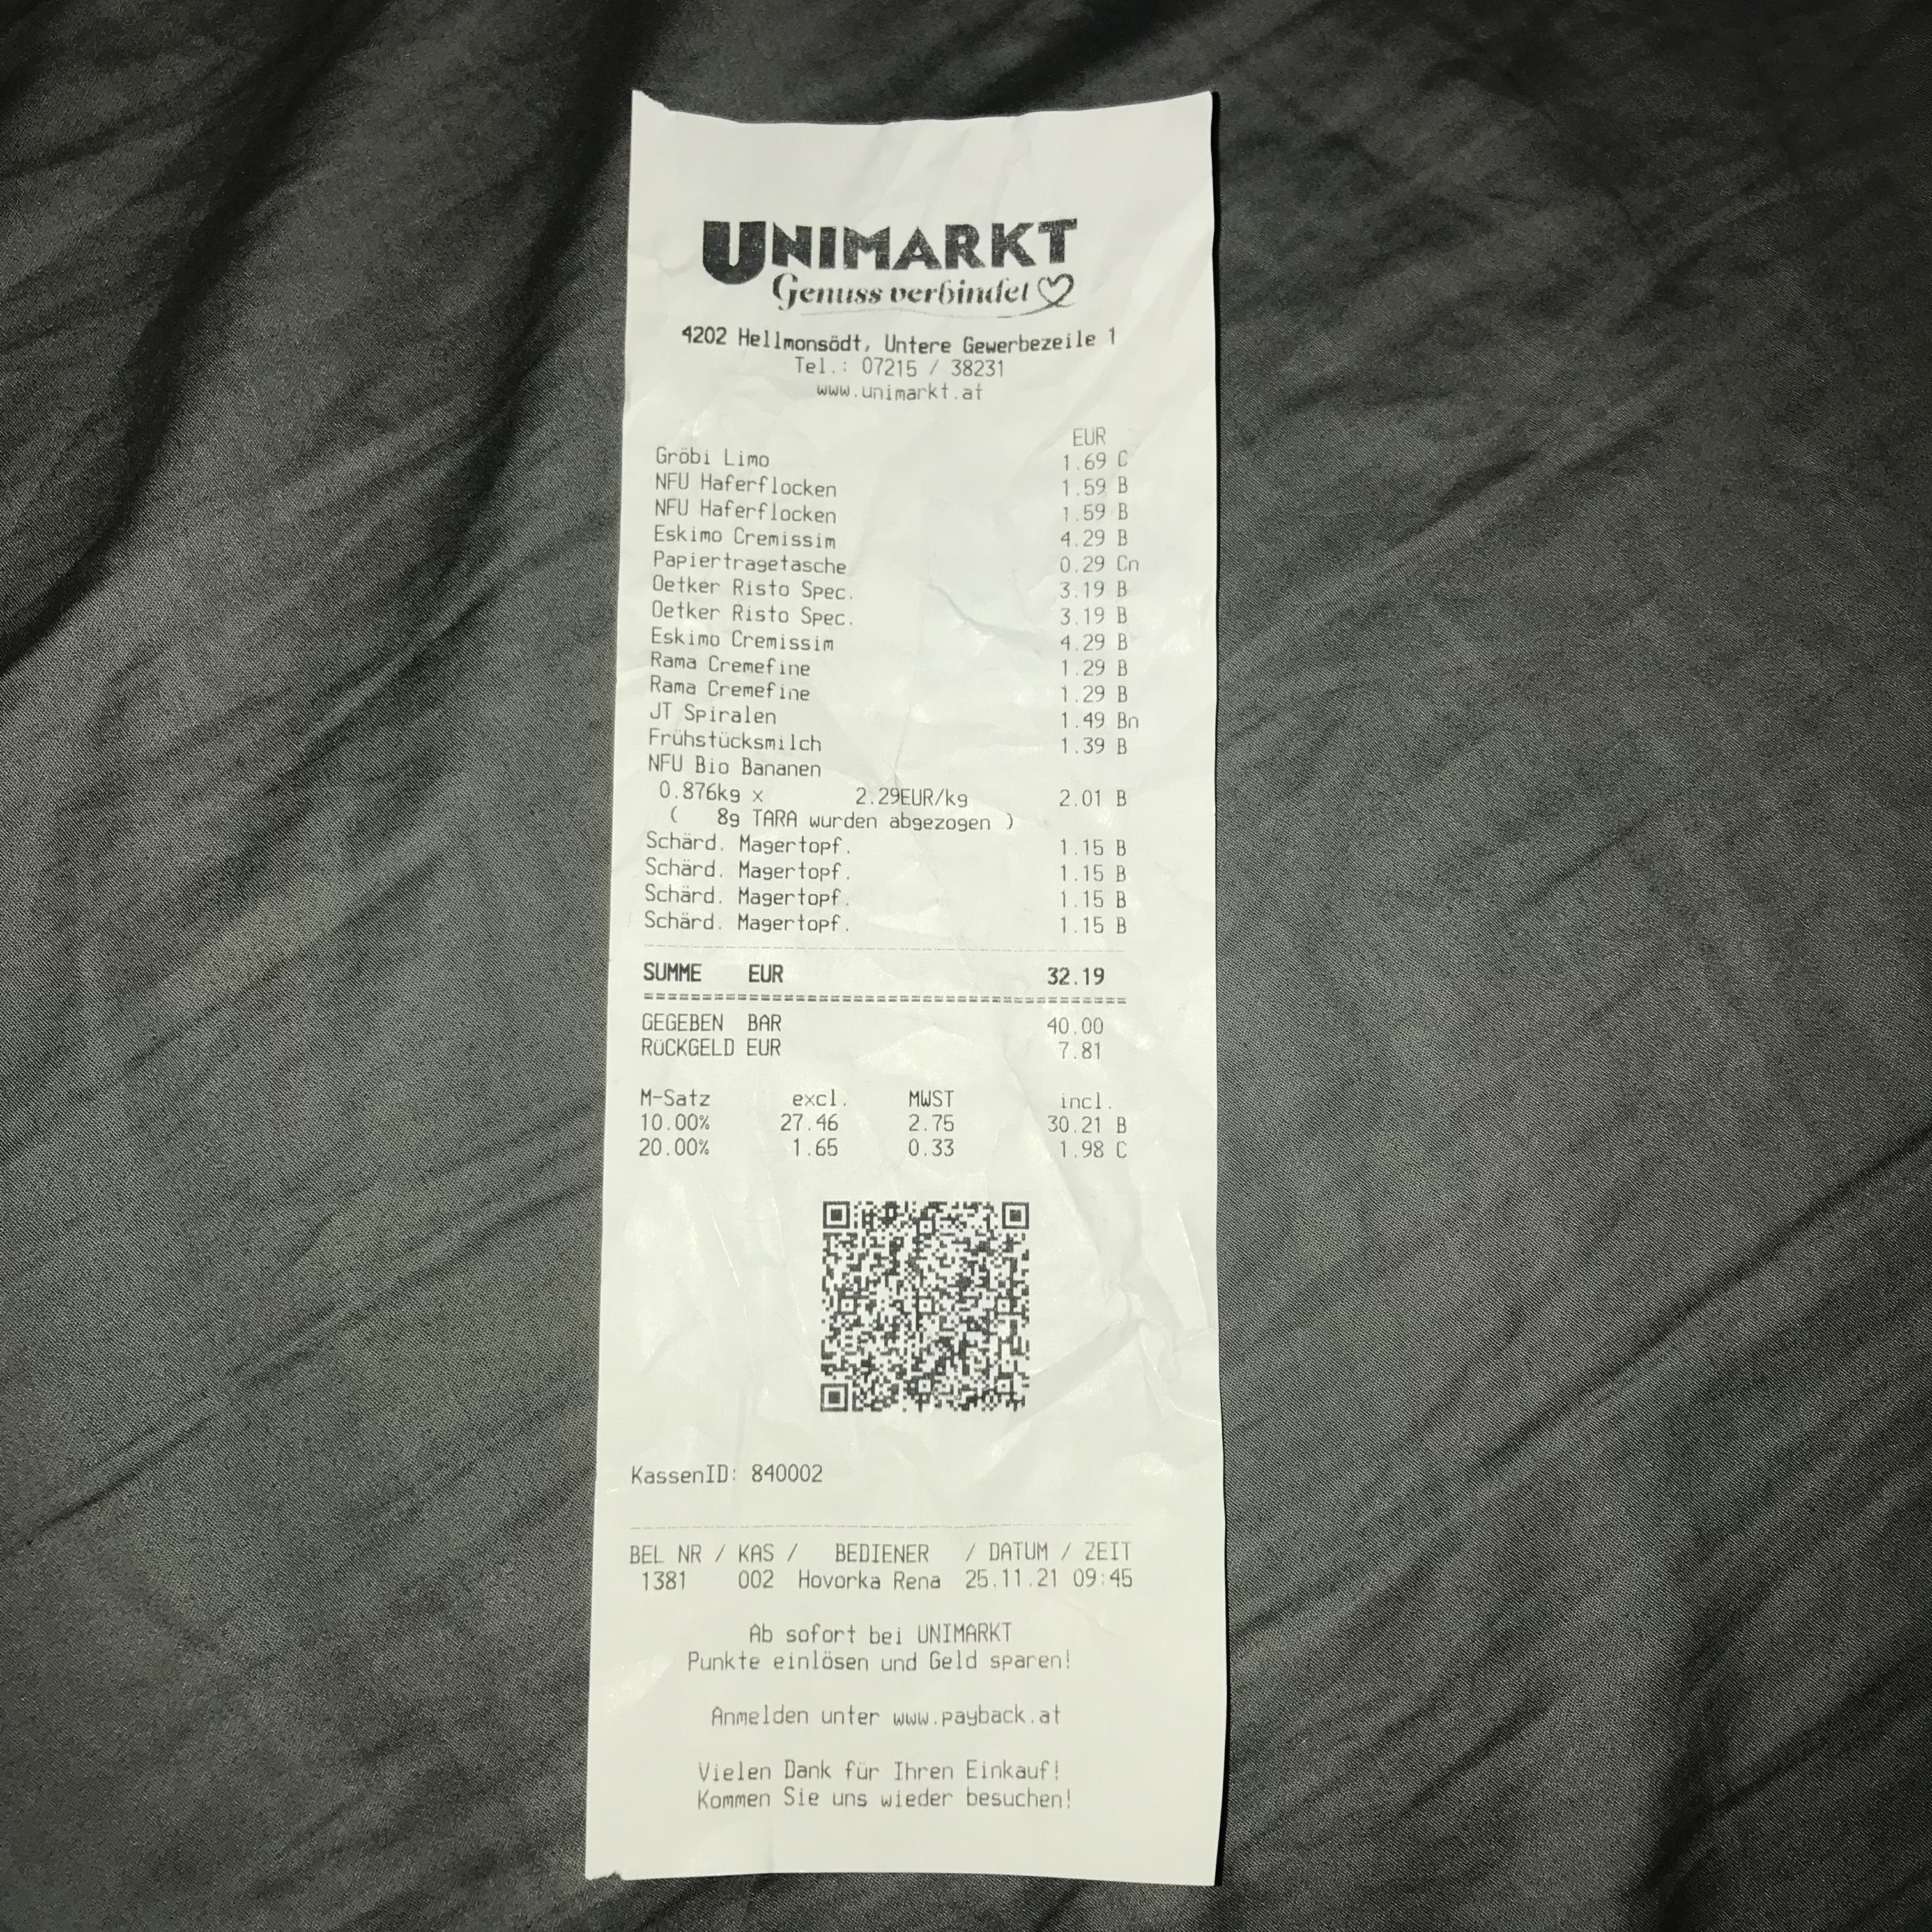 UNIMARKT
Genuss verbindet
4202 Hellmonsödt, Untere Gewerbezeile 1
Tel.: 07215 / 38231
www.unimarkt.at
EUR
Gröbi Limo 1.69 C
NFU Haferflocken 1.59 B
NFU Haferflocken 1.59 B
Eskimo Cremissim 4.29 B
Papiertragetasche 0.29 Cn
Oetker Risto Spec. 3.19 B
Oetker Risto Spec. 3.19 B
Eskimo Cremissim 4.29 B
Rama Cremefine 1.29 B
Rama Cremefine 1.29 B
JT Spiralen 1.49 Bn
Frühstücksmilch 1.39 B
NFU Bio Bananen
0.876kg x 2.29EUR/kg 2.01 B
( 8g TARA wurden abgezogen )
Schärd. Magertopf. 1.15 B
Schärd. Magertopf. 1.15 B
Schärd. Magertopf. 1.15 B
Schärd. Magertopf. 1.15 B
SUMME EUR 32.19
GEGEBEN BAR 40.00
RÜCKGELD EUR 7.81
M-Satz excl. MWST incl.
10.00% 27.46 2.75 30.21 B
20.00% 1.65 0.33 1.98 C
KassenID: 840002
BEL NR / KAS / BEDIENER / DATUM / ZEIT
1381 002 Hovorka Rena 25.11.21 09:45
Ab sofort bei UNIMARKT
Punkte einlösen und Geld sparen!
Anmelden unter www.payback.at
Vielen Dank für Ihren Einkauf!
Kommen Sie uns wieder besuchen!